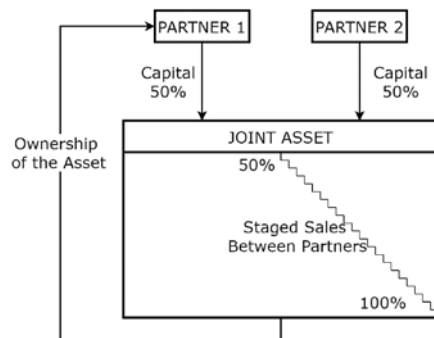 PARTNER 1
PARTNER 2
Capital
50%
Capital
50%
Ownership
of the Asset
JOINT ASSET
50%
Staged Sales
Between Partners
100%